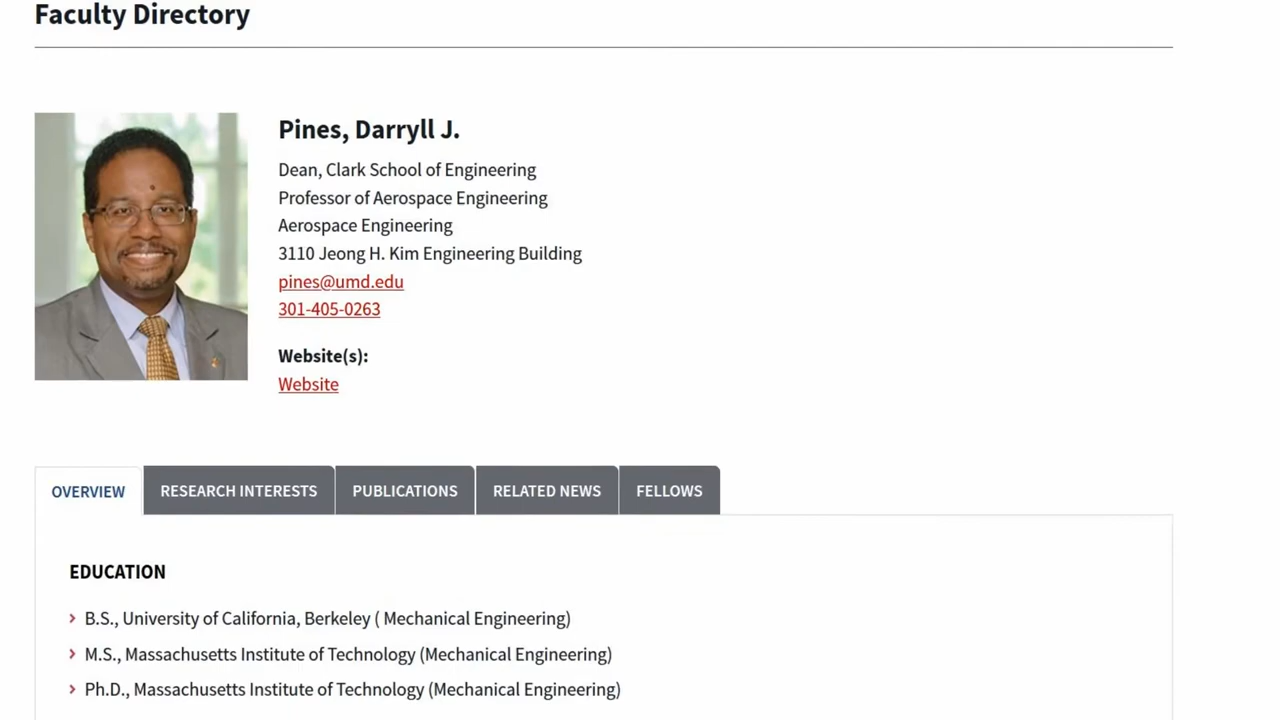 Faculty Directory
Pines, Darryll J.
Dean, Clark School of Engineering
Professor of Aerospace Engineering
Aerospace Engineering
3110 Jeong H. Kim Engineering Building
pines@umd.edu
301-405-0263
Website(s):
Website
OVERVIEW
RESEARCH INTERESTS
PUBLICATIONS
RELATED NEWS
FELLOWS
EDUCATION
B.S., University of California, Berkeley ( Mechanical Engineering)
M.S., Massachusetts Institute of Technology (Mechanical Engineering)
Ph.D., Massachusetts Institute of Technology (Mechanical Engineering)